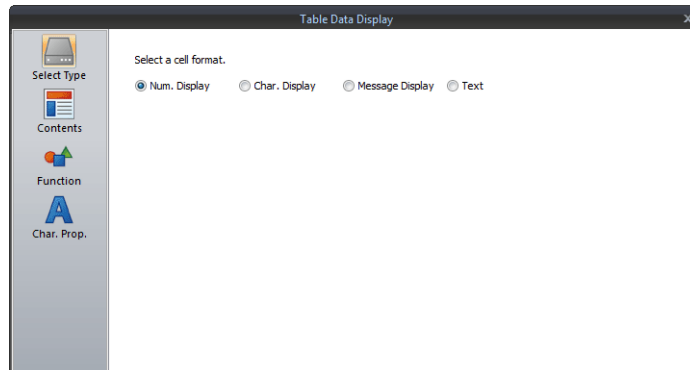 Table Data Display
Select Type
Contents
Function
Char. Prop.
Select a cell format.
Num. Display Char. Display Message Display Text